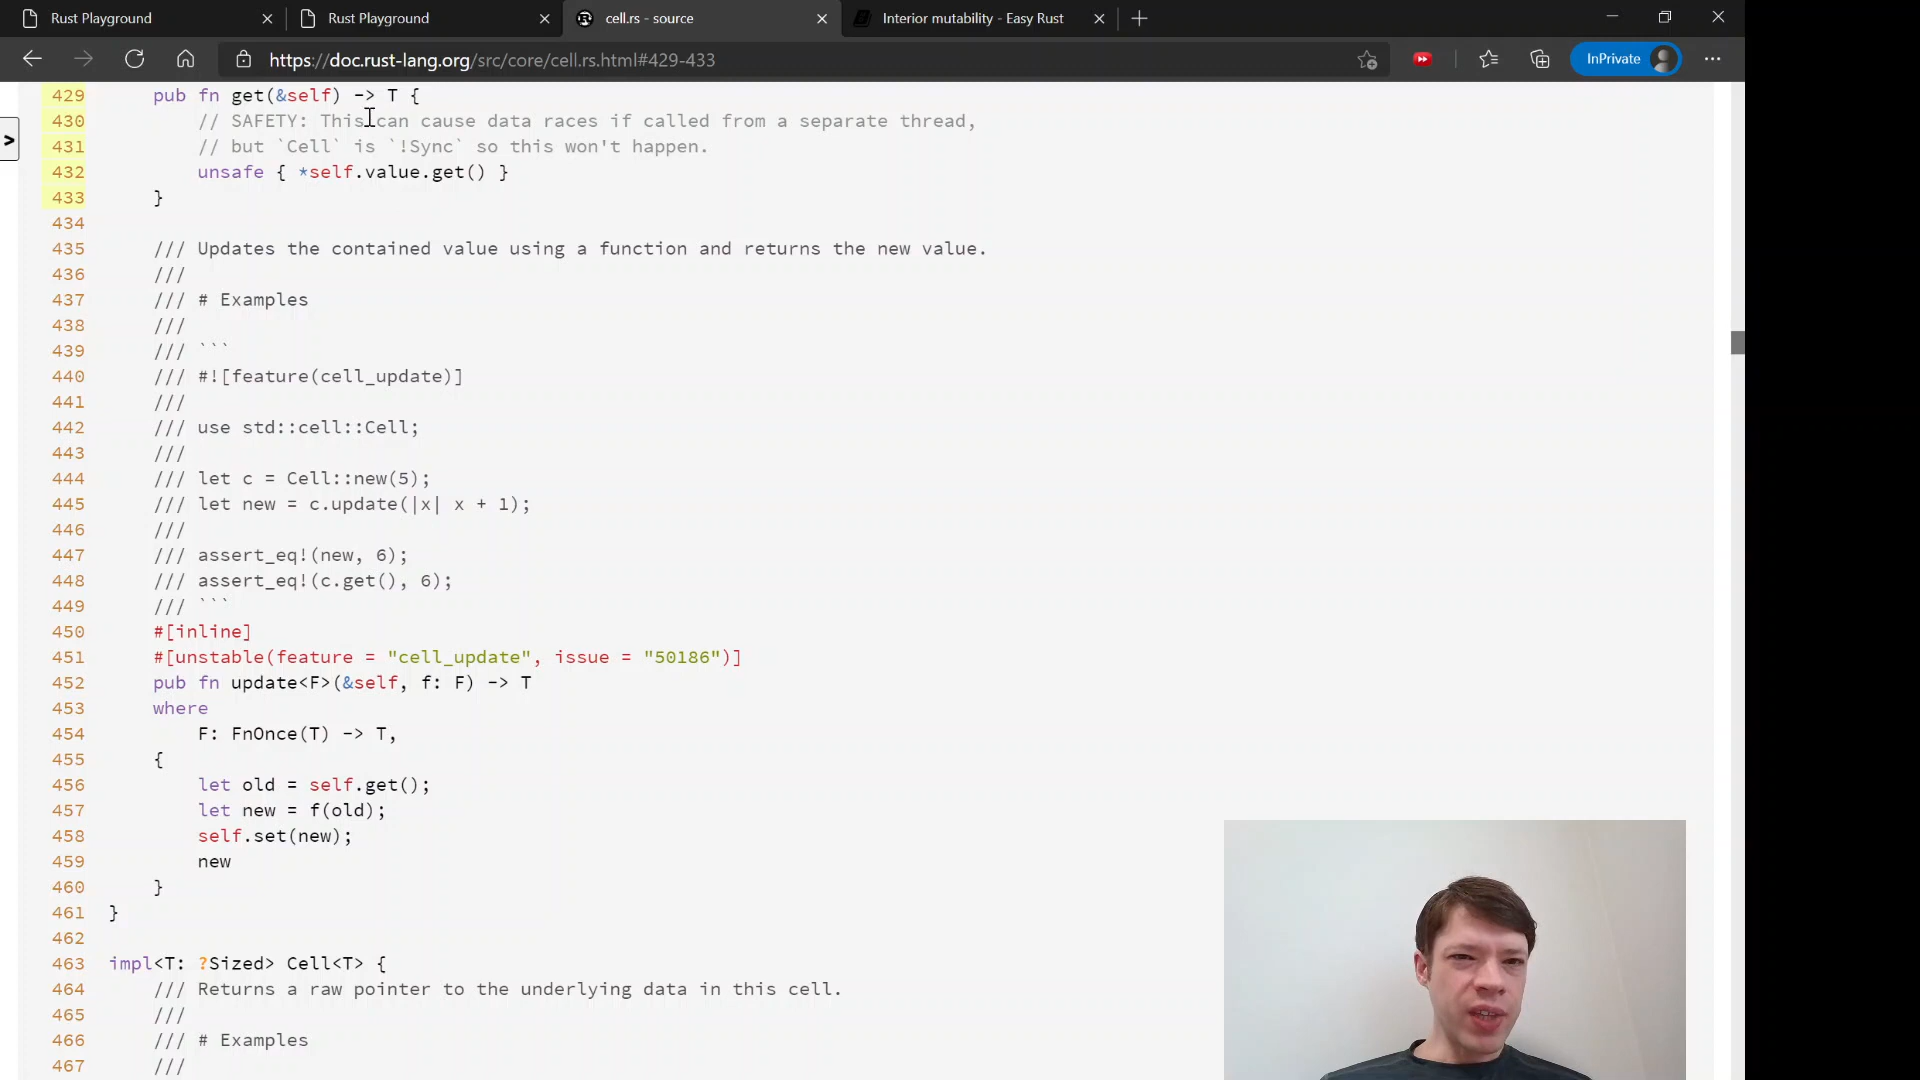 Rust Playground
Rust Playground
cell.rs - source
Interior mutability - Easy Rust
https://doc.rust-lang.org/src/core/cell.rs.html#429-433
InPrivate
>
429 pub fn get(&self) -> T {
430 // SAFETY: This can cause data races if called from a separate thread,
431 // but `Cell` is `!Sync` so this won't happen.
432 unsafe { *self.value.get() }
433 }
434
435 /// Updates the contained value using a function and returns the new value.
436 ///
437 /// # Examples
438 ///
439 /// ```
440 /// #![feature(cell_update)]
441 ///
442 /// use std::cell::Cell;
443 ///
444 /// let c = Cell::new(5);
445 /// let new = c.update(|x| x + 1);
446 ///
447 /// assert_eq!(new, 6);
448 /// assert_eq!(c.get(), 6);
449 /// ```
450 #[inline]
451 #[unstable(feature = "cell_update", issue = "50186")]
452 pub fn update<F>(&self, f: F) -> T
453 where
454 F: FnOnce(T) -> T,
455 {
456 let old = self.get();
457 let new = f(old);
458 self.set(new);
459 new
460 }
461 }
462
463 impl<T: ?Sized> Cell<T> {
464 /// Returns a raw pointer to the underlying data in this cell.
465 ///
466 /// # Examples
467 ///